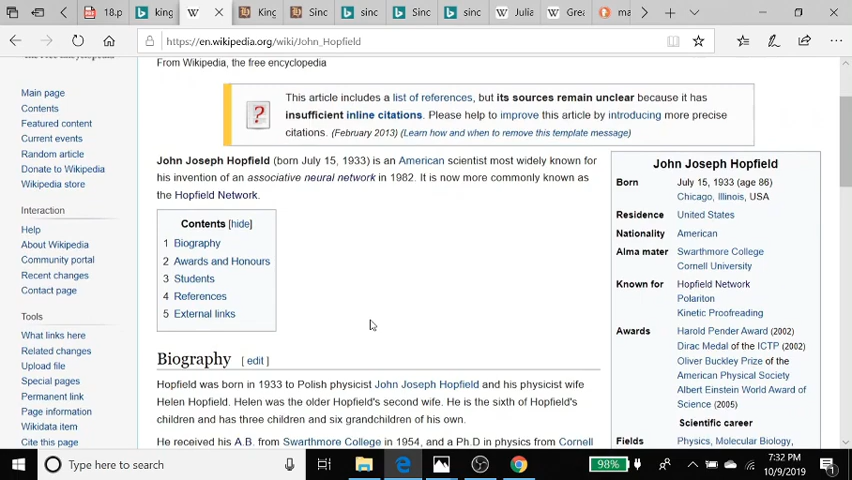 18.p
king
King
Sinc
sinc
Sinc
sinc
Julia
Grea
ma
https://en.wikipedia.org/wiki/John_Hopfield
From Wikipedia, the free encyclopedia
Main page
Contents
Featured content
Current events
Random article
Donate to Wikipedia
Wikipedia store
Interaction
Help
About Wikipedia
Community portal
Recent changes
Contact page
Tools
What links here
Related changes
Upload file
Special pages
Permanent link
Page information
Wikidata item
Cite this page
This article includes a list of references, but its sources remain unclear because it has
insufficient inline citations. Please help to improve this article by introducing more precise
citations. (February 2013) (Learn how and when to remove this template message)
John Joseph Hopfield (born July 15, 1933) is an American scientist most widely known for
his invention of an associative neural network in 1982. It is now more commonly known as
the Hopfield Network.
Contents [hide]
1 Biography
2 Awards and Honours
3 Students
4 References
5 External links
Biography [ edit ]
Hopfield was born in 1933 to Polish physicist John Joseph Hopfield and his physicist wife
Helen Hopfield. Helen was the older Hopfield's second wife. He is the sixth of Hopfield's
children and has three children and six grandchildren of his own.
He received his A.B. from Swarthmore College in 1954, and a Ph.D in physics from Cornell
John Joseph Hopfield
Born July 15, 1933 (age 86)
Chicago, Illinois, USA
Residence United States
Nationality American
Alma mater Swarthmore College
Cornell University
Known for Hopfield Network
Polariton
Kinetic Proofreading
Awards Harold Pender Award (2002)
Dirac Medal of the ICTP (2002)
Oliver Buckley Prize of the
American Physical Society
Albert Einstein World Award of
Science (2005)
Scientific career
Fields Physics, Molecular Biology,
Type here to search
98%
7:32 PM
10/9/2019